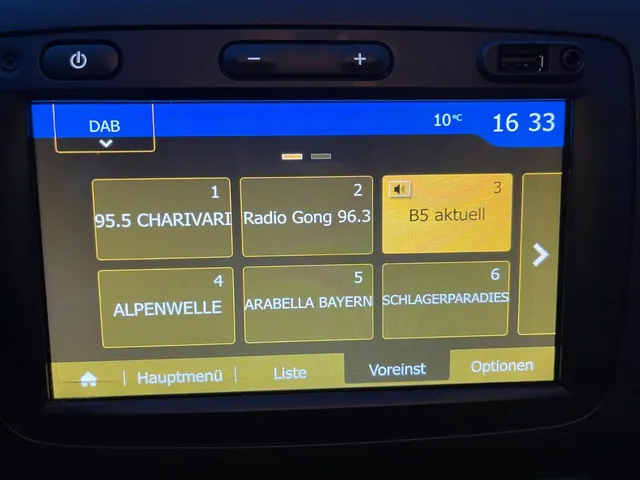 DAB
10°C
16 33
1
95.5 CHARIVARI
2
Radio Gong 96.3
3
B5 aktuell
4
ALPENWELLE
5
ARABELLA BAYERN
6
SCHLAGERPARADIES
Hauptmenü
Liste
Voreinst
Optionen